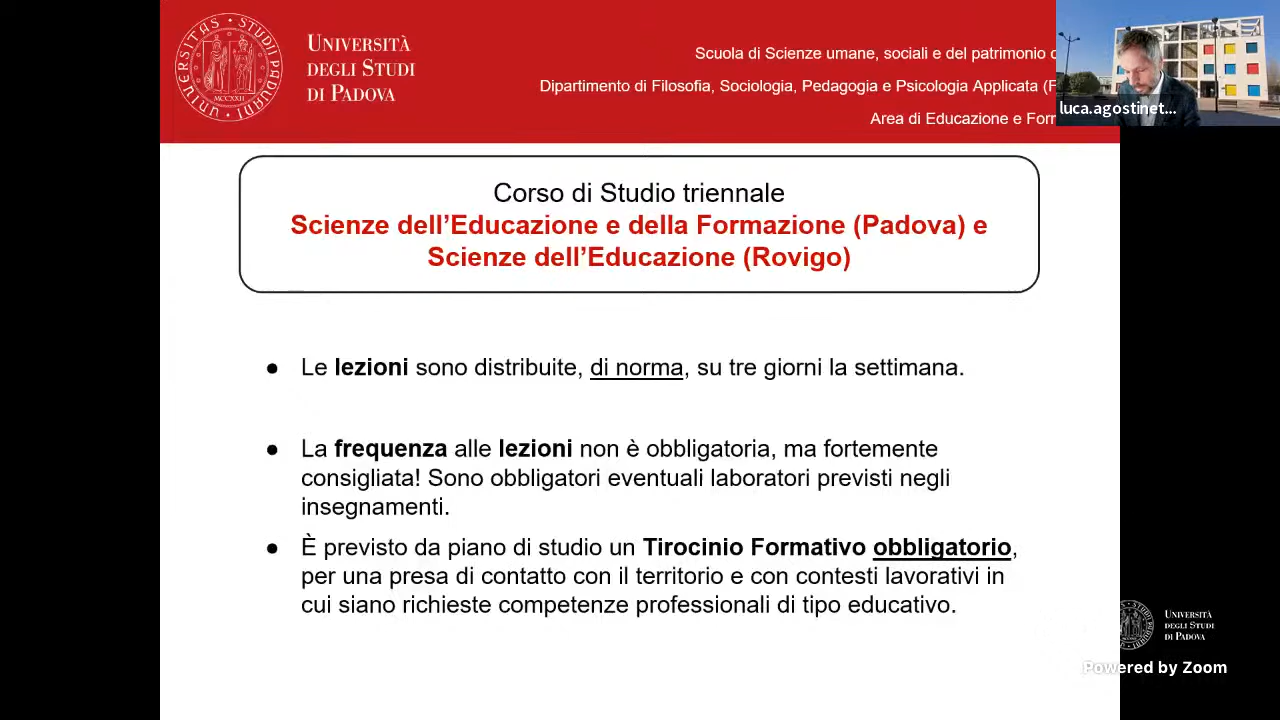 UNIVERSITÀ
DEGLI STUDI
DI PADOVA
UNIVERSITAS STUDII PADUANI
MCCXXII
Scuola di Scienze umane, sociali e del patrimonio
Dipartimento di Filosofia, Sociologia, Pedagogia e Psicologia Applicata (F
Area di Educazione e For
luca.agostinet...
Corso di Studio triennale
Scienze dell’Educazione e della Formazione (Padova) e
Scienze dell’Educazione (Rovigo)
● Le lezioni sono distribuite, di norma, su tre giorni la settimana.
● La frequenza alle lezioni non è obbligatoria, ma fortemente
consigliata! Sono obbligatori eventuali laboratori previsti negli
insegnamenti.
● È previsto da piano di studio un Tirocinio Formativo obbligatorio,
per una presa di contatto con il territorio e con contesti lavorativi in
cui siano richieste competenze professionali di tipo educativo.
UNIVERSITÀ
DEGLI STUDI
DI PADOVA
Powered by Zoom